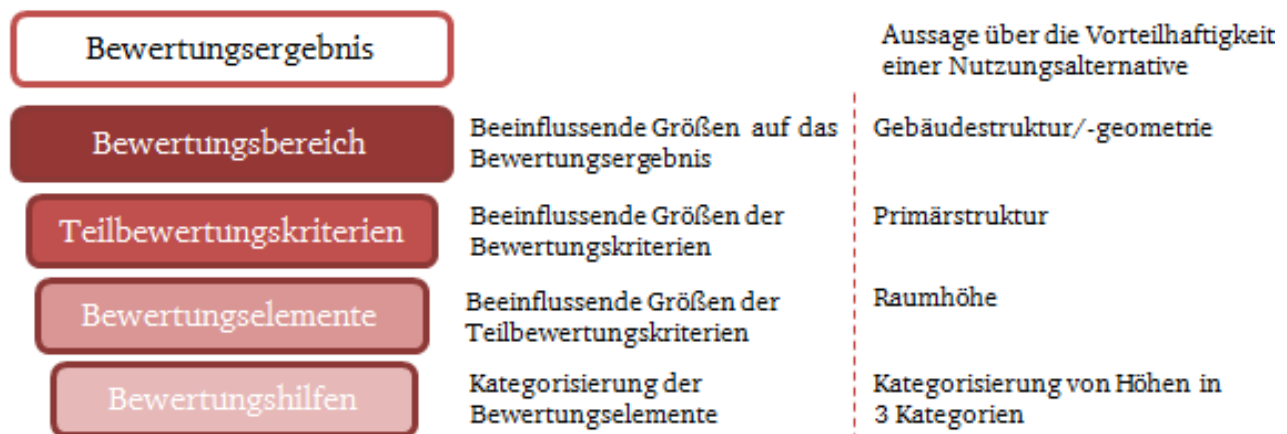 Bewertungsergebnis
Aussage über die Vorteilhaftigkeit
einer Nutzungsalternative
Bewertungsbereich
Beeinflussende Größen auf das
Bewertungsergebnis
Gebäudestruktur/-geometrie
Teilbewertungskriterien
Beeinflussende Größen der
Bewertungskriterien
Primärstruktur
Bewertungselemente
Beeinflussende Größen der
Teilbewertungskriterien
Raumhöhe
Bewertungshilfen
Kategorisierung der
Bewertungselemente
Kategorisierung von Höhen in
3 Kategorien